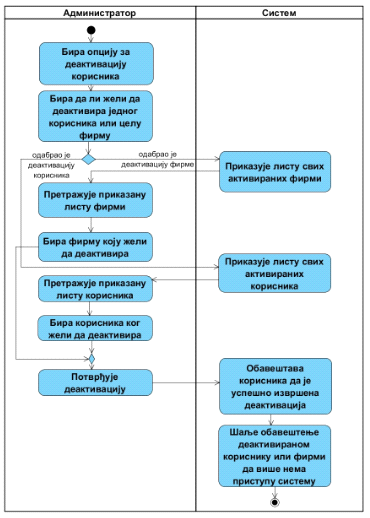 Администратор
Систем
Бира опцију за
деактивацију
корисника
Бира да ли жели да
деактивира једног
корисника или целу
фирму
одабрао је
деактивацију
корисника
одабрао је
деактивацију фирме
Приказује листу свих
активираних фирми
Претражује приказану
листу фирми
Бира фирму коју жели
да деактивира
Приказује листу свих
активираних
корисника
Претражује приказану
листу корисника
Бира корисника ког
жели да деактивира
Потврђује
деактивацију
Обавештава
корисника да је
успешно извршена
деактивација
Шаље обавештење
деактивираном
кориснику или фирми
да више нема
приступу систему